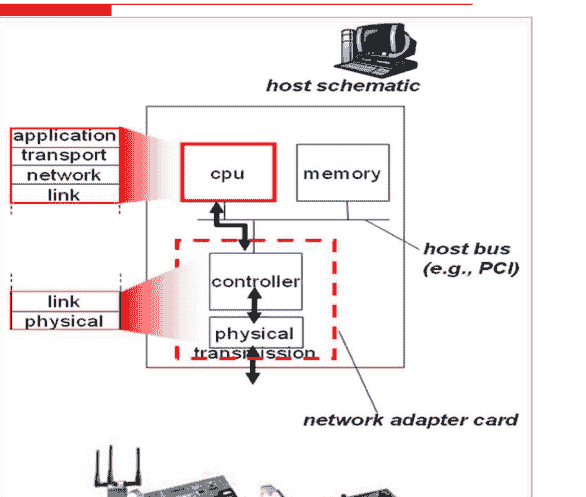 host schematic
application
transport
network
link
cpu
memory
host bus
(e.g., PCI)
controller
link
physical
physical
transmission
network adapter card